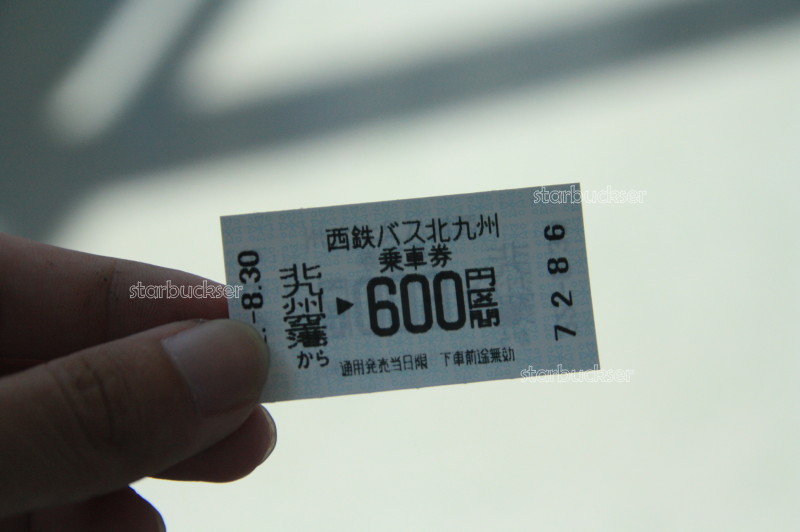 西鉄バス北九州
乗車券
-8.30
北九州空港
から
▶600円区間
通用発売当日限 下車前途無効
7286
starbuckser
starbuckser
starbuckser